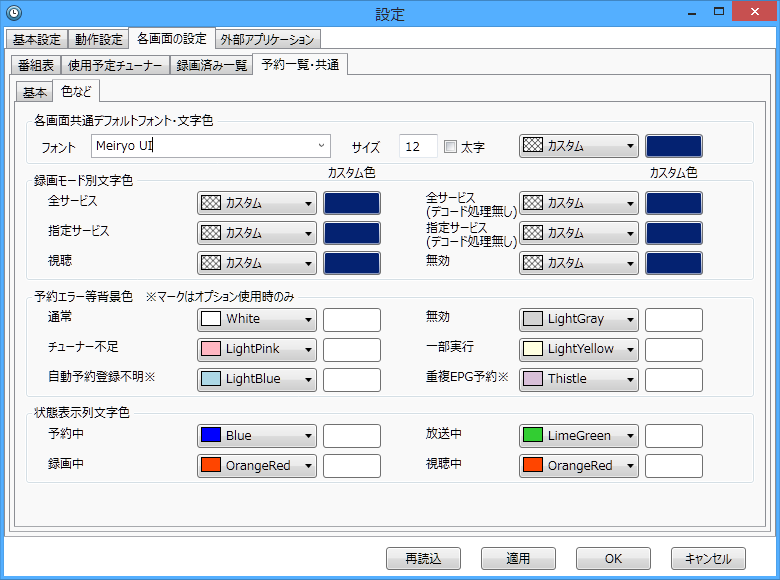 設定
基本設定 動作設定 各画面の設定 外部アプリケーション
番組表 使用予定チューナー 録画済み一覧 予約一覧・共通
基本 色など
各画面共通デフォルトフォント・文字色
フォント Meiryo UI サイズ 12 太字 カスタム
カスタム色 カスタム色
録画モード別文字色
全サービス カスタム 全サービス
(デコード処理無し) カスタム
指定サービス カスタム 指定サービス
(デコード処理無し) カスタム
視聴 カスタム 無効 カスタム
予約エラー等背景色 ※マークはオプション使用時のみ
通常 White 無効 LightGray
チューナー不足 LightPink 一部実行 LightYellow
自動予約登録不明※ LightBlue 重複EPG予約※ Thistle
状態表示列文字色
予約中 Blue 放送中 LimeGreen
録画中 OrangeRed 視聴中 OrangeRed
再読込 適用 OK キャンセル